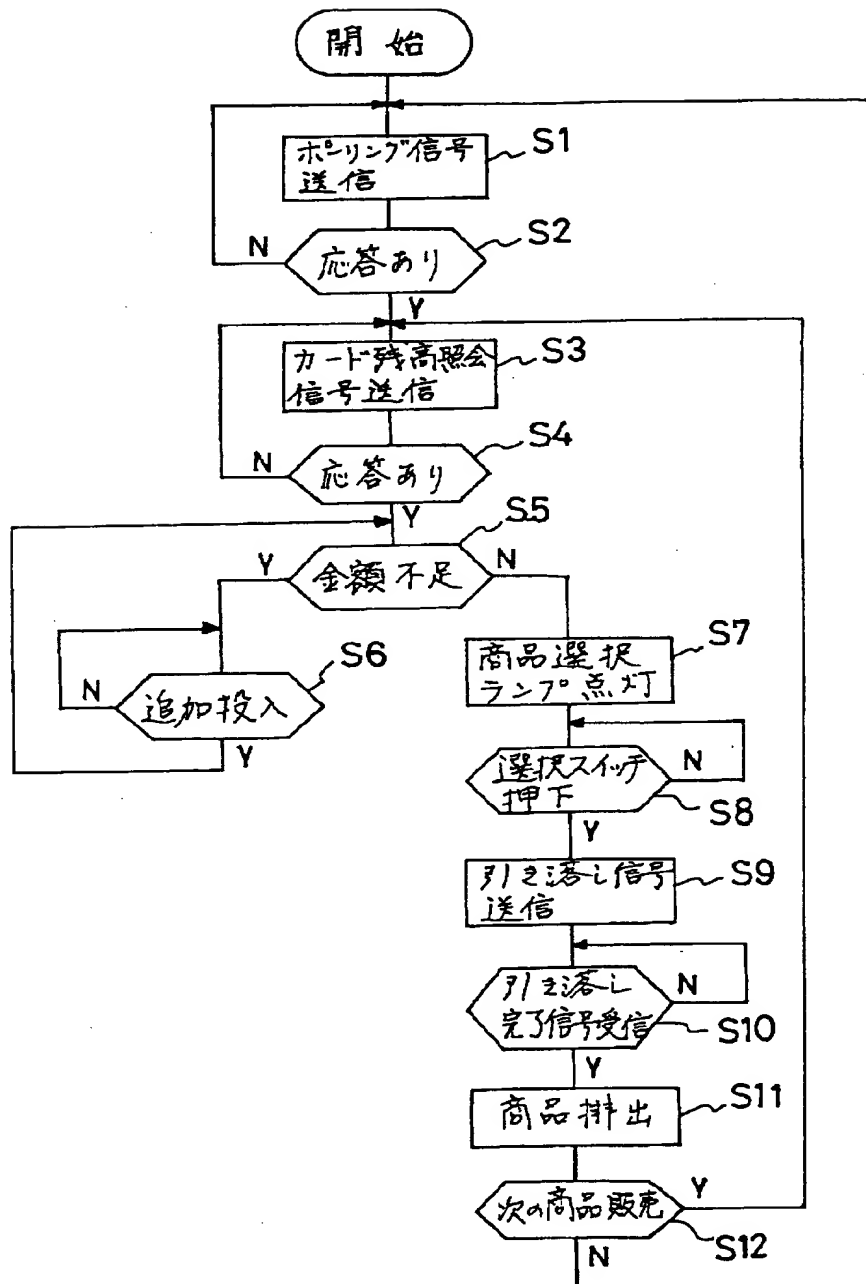 開始
ポーリング信号
送信
S1
応答あり
S2
N
Y
カード残高照会
信号送信
S3
応答あり
S4
N
Y
金額不足
S5
Y
N
追加投入
S6
N
Y
商品選択
ランプ点灯
S7
選択スイッチ
押下
N
S8
Y
引き落し信号
送信
S9
引き落し
完了信号受信
N
S10
Y
商品排出
S11
次の商品販売
Y
S12
N